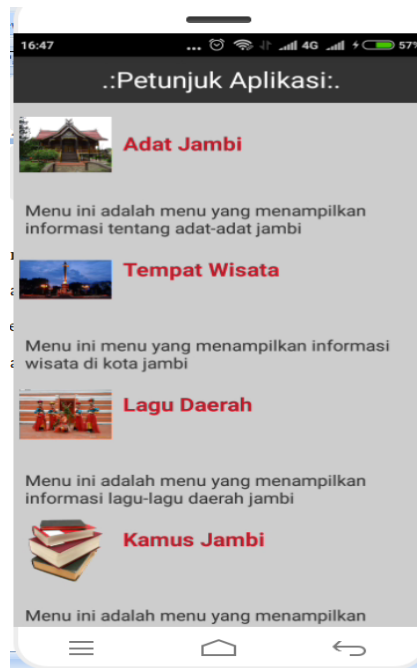 16:47 ... 4G 57%
.:Petunjuk Aplikasi:.
Adat Jambi
Menu ini adalah menu yang menampilkan
informasi tentang adat-adat jambi
Tempat Wisata
Menu ini menu yang menampilkan informasi
wisata di kota jambi
Lagu Daerah
Menu ini adalah menu yang menampilkan
informasi lagu-lagu daerah jambi
Kamus Jambi
Menu ini adalah menu yang menampilkan